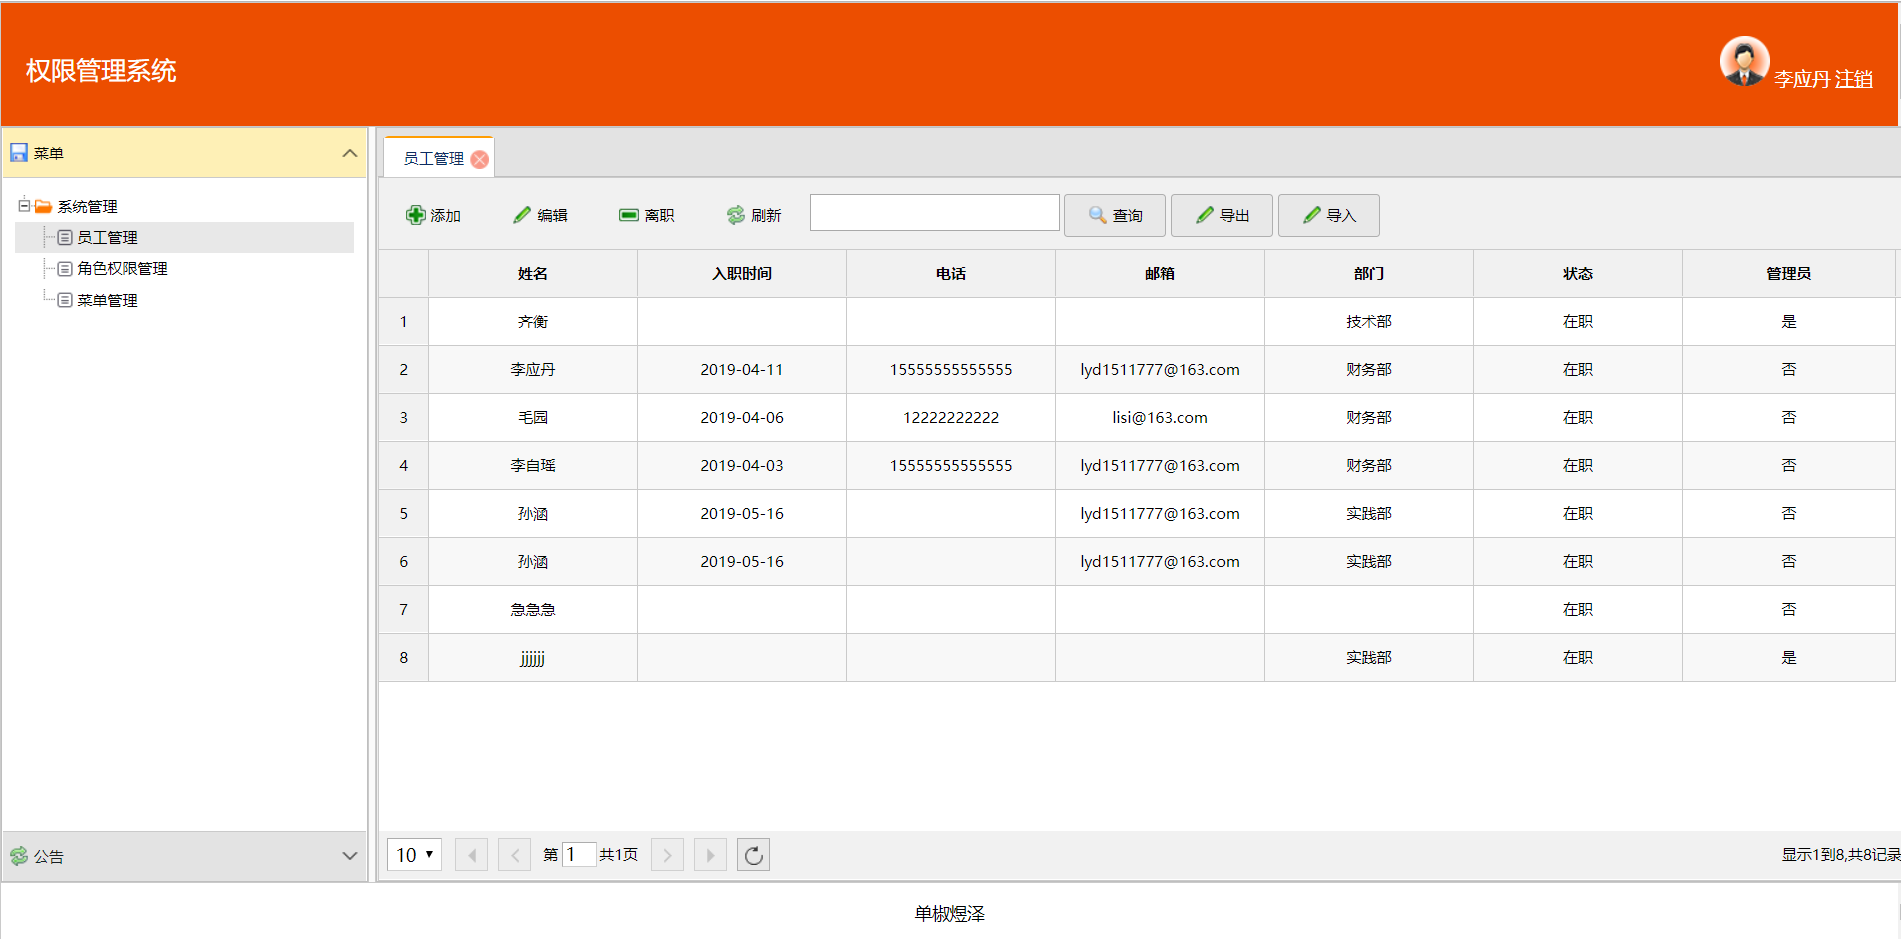 权限管理系统
李应丹 注销
菜单
系统管理
员工管理
角色权限管理
菜单管理
公告
员工管理
添加 编辑 离职 刷新 查询 导出 导入
姓名 入职时间 电话 邮箱 部门 状态 管理员
1 齐衡 技术部 在职 是
2 李应丹 2019-04-11 15555555555555 lyd1511777@163.com 财务部 在职 否
3 毛园 2019-04-06 12222222222 lisi@163.com 财务部 在职 否
4 李自瑶 2019-04-03 15555555555555 lyd1511777@163.com 财务部 在职 否
5 孙涵 2019-05-16 lyd1511777@163.com 实践部 在职 否
6 孙涵 2019-05-16 lyd1511777@163.com 实践部 在职 否
7 急急急 在职 否
8 jjjjjj 实践部 在职 是
10 第 1 共1页 显示1到8,共8记录
单椒煜泽